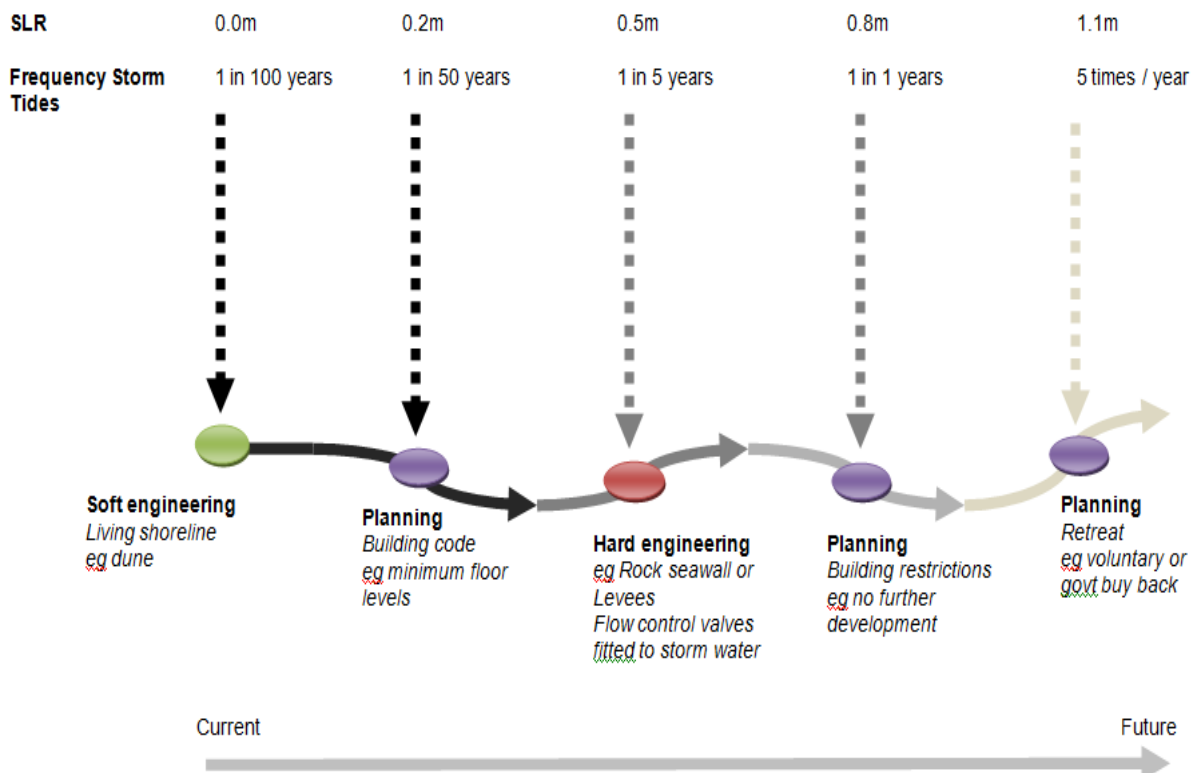 SLR 0.0m 0.2m 0.5m 0.8m 1.1m
Frequency Storm Tides 1 in 100 years 1 in 50 years 1 in 5 years 1 in 1 years 5 times / year
Soft engineering
Living shoreline
eg dune
Planning
Building code
eg minimum floor
levels
Hard engineering
eg Rock seawall or
Levees
Flow control valves
fitted to storm water
Planning
Building restrictions
eg no further
development
Planning
Retreat
eg voluntary or
govt buy back
Current Future